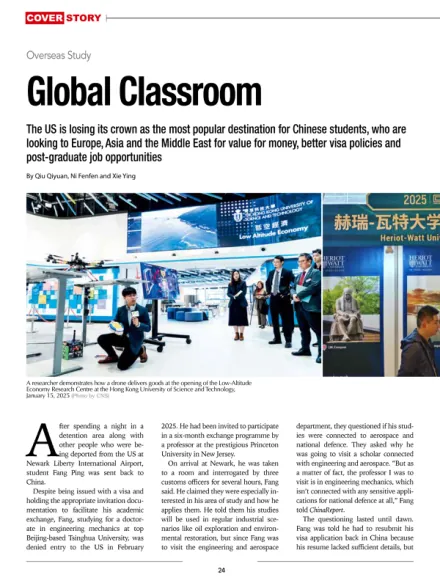 COVER STORY
Overseas Study
Global Classroom
The US is losing its crown as the most popular destination for Chinese students, who are
looking to Europe, Asia and the Middle East for value for money, better visa policies and
post-graduate job opportunities
By Qiu Qiyuan, Ni Fenfen and Xie Ying
THE HONG KONG UNIVERSITY OF
SCIENCE AND TECHNOLOGY
低空經濟
Low Altitude Economy
2025
赫瑞-瓦特大学
Heriot-Watt Uni
HERIOT
WATT
HERIOT
WATT
A researcher demonstrates how a drone delivers goods at the opening of the Low-Altitude
Economy Research Centre at the Hong Kong University of Science and Technology,
January 15, 2025 (Photo by CNS)
After spending a night in a
detention area along with
other people who were be-
ing deported from the US at
Newark Liberty International Airport,
student Fang Ping was sent back to
China.
Despite being issued with a visa and
holding the appropriate invitation docu-
mentation to facilitate his academic
exchange, Fang, studying for a doctor-
ate in engineering mechanics at top
Beijing-based Tsinghua University, was
denied entry to the US in February
2025. He had been invited to participate
in a six-month exchange programme by
a professor at the prestigious Princeton
University in New Jersey.
On arrival at Newark, he was taken
to a room and interrogated by three
customs officers for several hours, Fang
said. He claimed they were especially in-
terested in his area of study and how he
applies them. He told them his studies
will be used in regular industrial sce-
narios like oil exploration and environ-
mental restoration, but since Fang was
to visit the engineering and aerospace
department, they questioned if his stud-
ies were connected to aerospace and
national defence. They asked why he
was going to visit a scholar connected
with engineering and aerospace. “But as
a matter of fact, the professor I was to
visit is in engineering mechanics, which
isn’t connected with any sensitive appli-
cations for national defence at all,” Fang
told ChinaReport.
The questioning lasted until dawn.
Fang was told he had to resubmit his
visa application back in China because
his resume lacked sufficient details, but
24